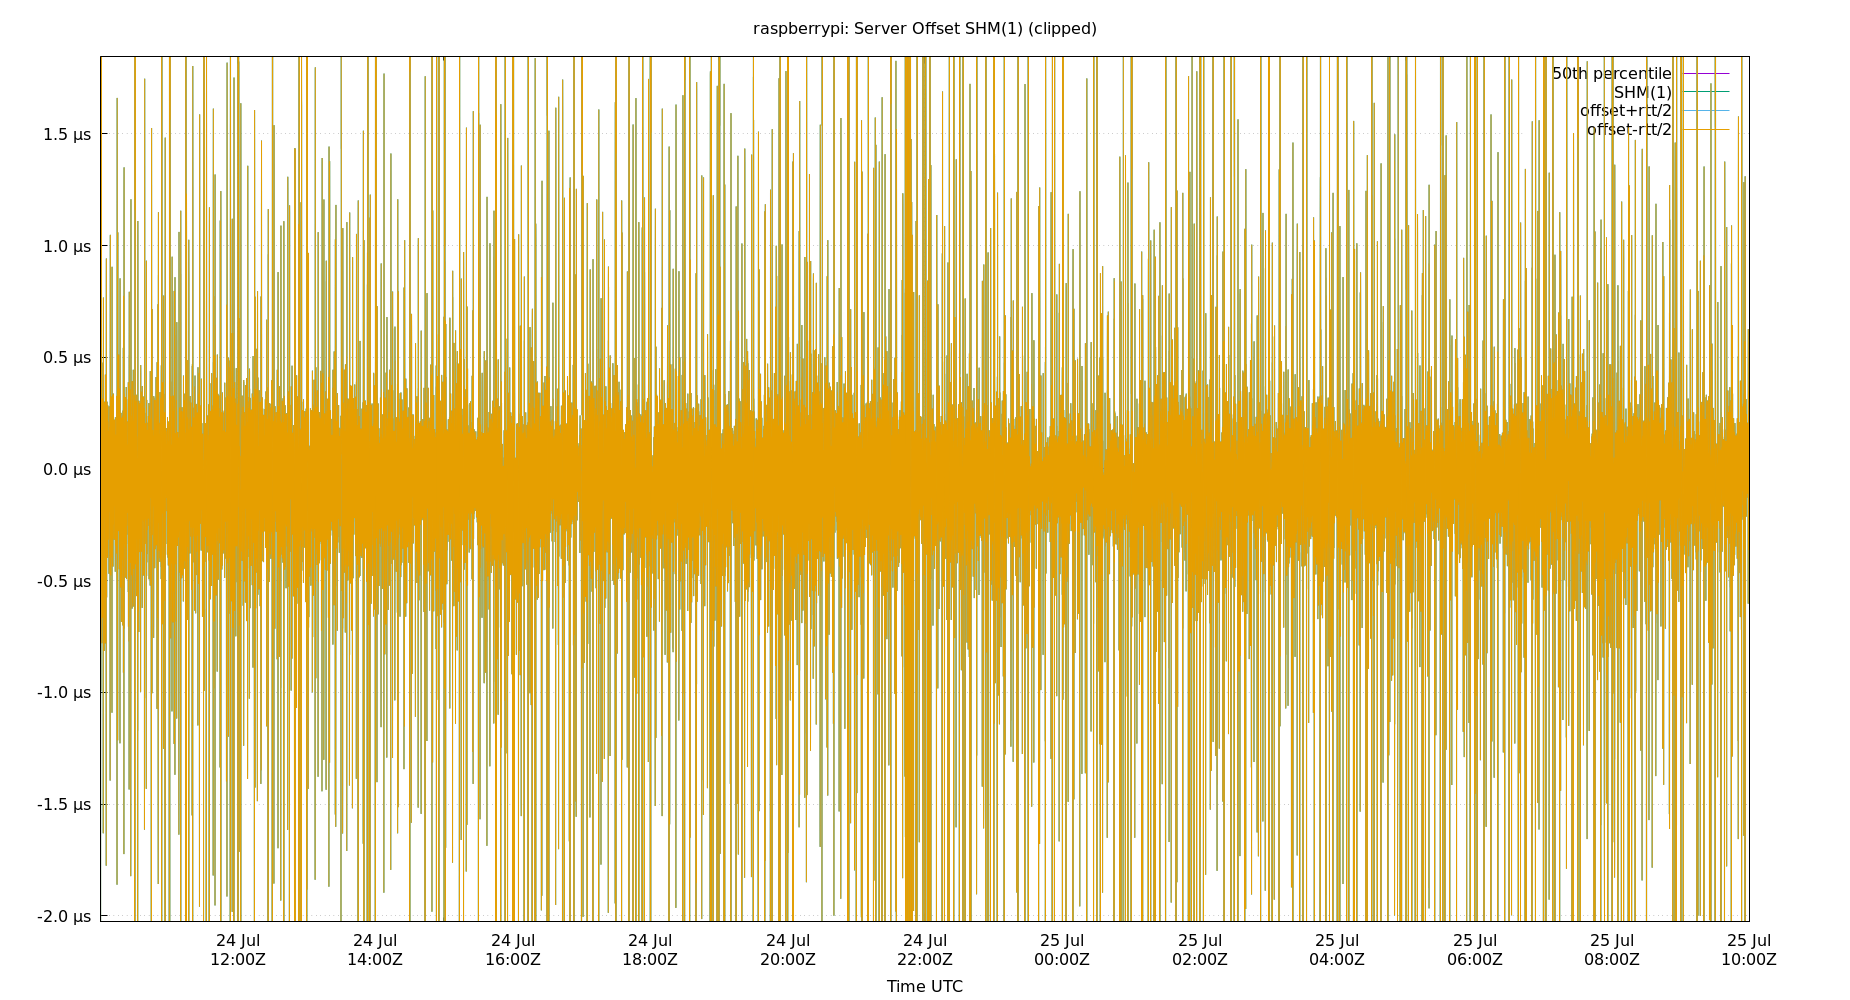 raspberrypi: Server Offset SHM(1) (clipped)
50th percentile
SHM(1)
offset+rtt/2
offset-rtt/2
1.5 µs
1.0 µs
0.5 µs
0.0 µs
-0.5 µs
-1.0 µs
-1.5 µs
-2.0 µs
24 Jul 24 Jul 24 Jul 24 Jul 24 Jul 24 Jul 25 Jul 25 Jul 25 Jul 25 Jul 25 Jul 25 Jul
12:00Z 14:00Z 16:00Z 18:00Z 20:00Z 22:00Z 00:00Z 02:00Z 04:00Z 06:00Z 08:00Z 10:00Z
Time UTC